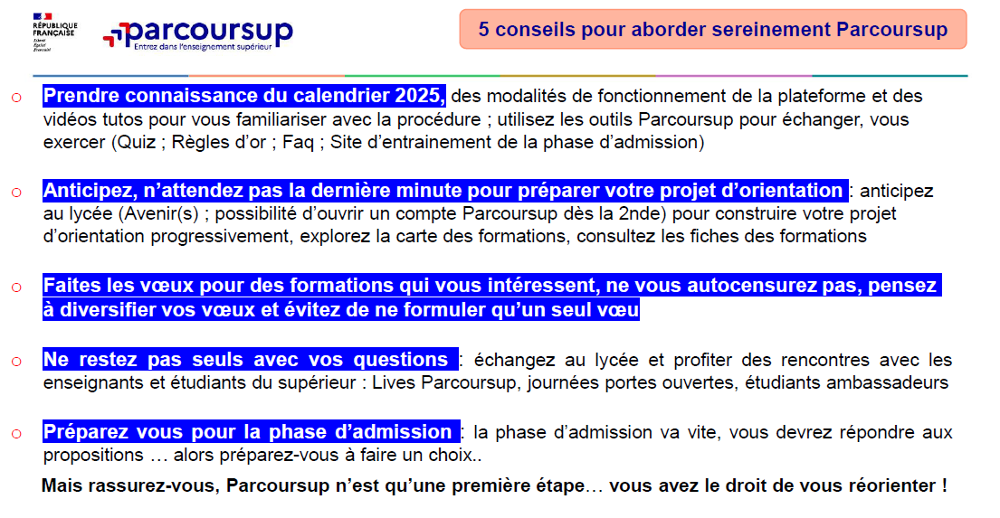 RÉPUBLIQUE
FRANÇAISE
Liberté
Égalité
Fraternité
parcoursup
Entrez dans l'enseignement supérieur
5 conseils pour aborder sereinement Parcoursup
Prendre connaissance du calendrier 2025, des modalités de fonctionnement de la plateforme et des
vidéos tutos pour vous familiariser avec la procédure ; utilisez les outils Parcoursup pour échanger, vous
exercer (Quiz ; Règles d’or ; Faq ; Site d’entrainement de la phase d’admission)
Anticipez, n’attendez pas la dernière minute pour préparer votre projet d’orientation : anticipez
au lycée (Avenir(s) ; possibilité d’ouvrir un compte Parcoursup dès la 2nde) pour construire votre projet
d’orientation progressivement, explorez la carte des formations, consultez les fiches des formations
Faites les vœux pour des formations qui vous intéressent, ne vous autocensurez pas, pensez
à diversifier vos vœux et évitez de ne formuler qu’un seul vœu
Ne restez pas seuls avec vos questions : échangez au lycée et profiter des rencontres avec les
enseignants et étudiants du supérieur : Lives Parcoursup, journées portes ouvertes, étudiants ambassadeurs
Préparez vous pour la phase d’admission : la phase d’admission va vite, vous devrez répondre aux
propositions … alors préparez-vous à faire un choix..
Mais rassurez-vous, Parcoursup n’est qu’une première étape… vous avez le droit de vous réorienter !